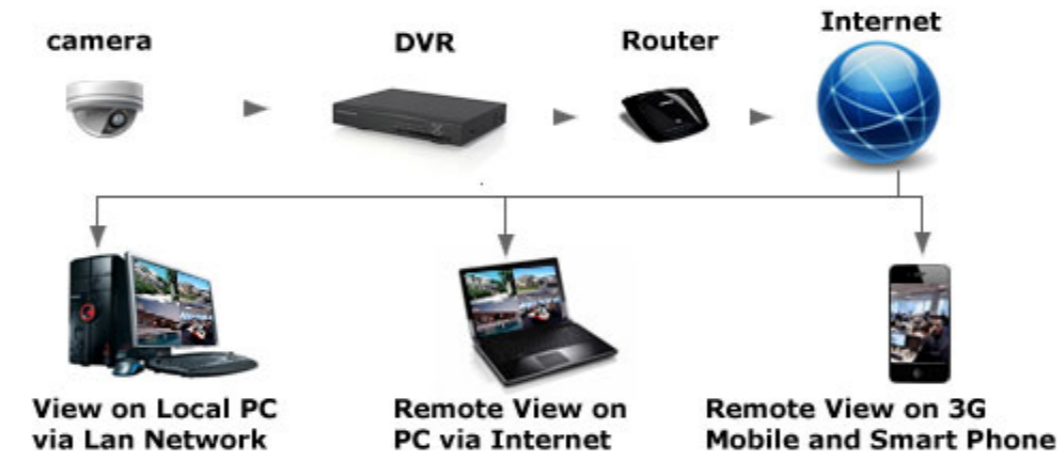 camera
DVR
Router
Internet
View on Local PC
via Lan Network
Remote View on
PC via Internet
Remote View on 3G
Mobile and Smart Phone